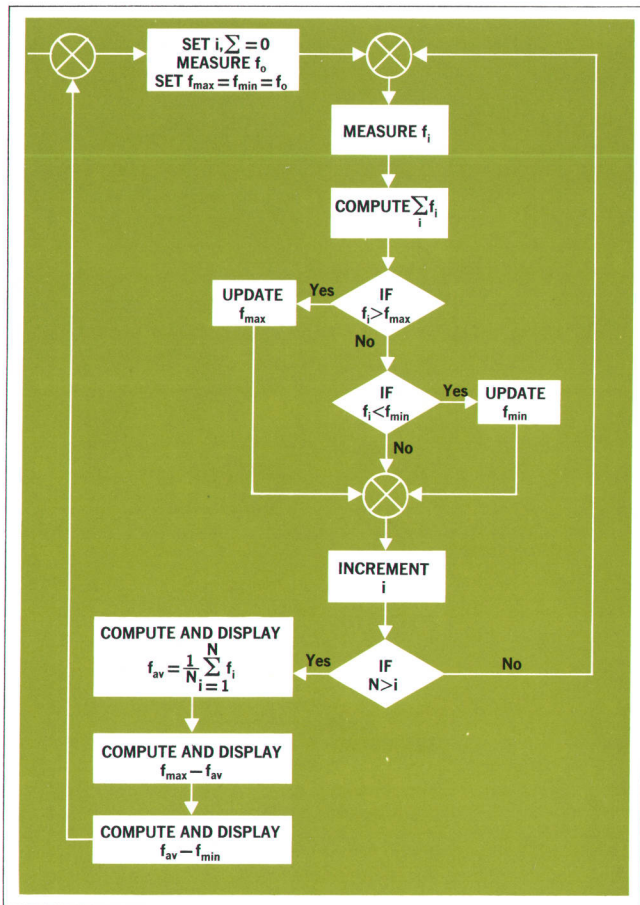 SET i, ∑ = 0
MEASURE fo
SET fmax = fmin = fo
MEASURE fi
COMPUTE ∑ fi
i
IF
fi > fmax
Yes
UPDATE
fmax
No
IF
fi < fmin
Yes
UPDATE
fmin
No
INCREMENT
i
IF
N > i
Yes
No
COMPUTE AND DISPLAY
fav = 1/N ∑ fi
N
i = 1
COMPUTE AND DISPLAY
fmax − fav
COMPUTE AND DISPLAY
fav − fmin